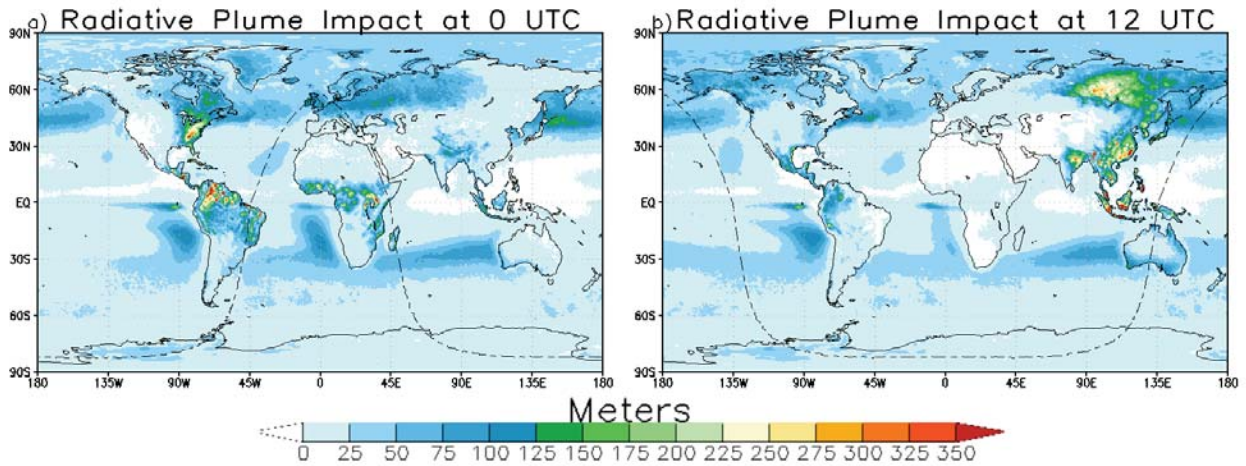 a) Radiative Plume Impact at 0 UTC
b) Radiative Plume Impact at 12 UTC
90N
60N
30N
EQ
30S
60S
90S
180 135W 90W 45W 0 45E 90E 135E 180
90N
60N
30N
EQ
30S
60S
90S
180 135W 90W 45W 0 45E 90E 135E 180
Meters
0 25 50 75 100 125 150 175 200 225 250 275 300 325 350